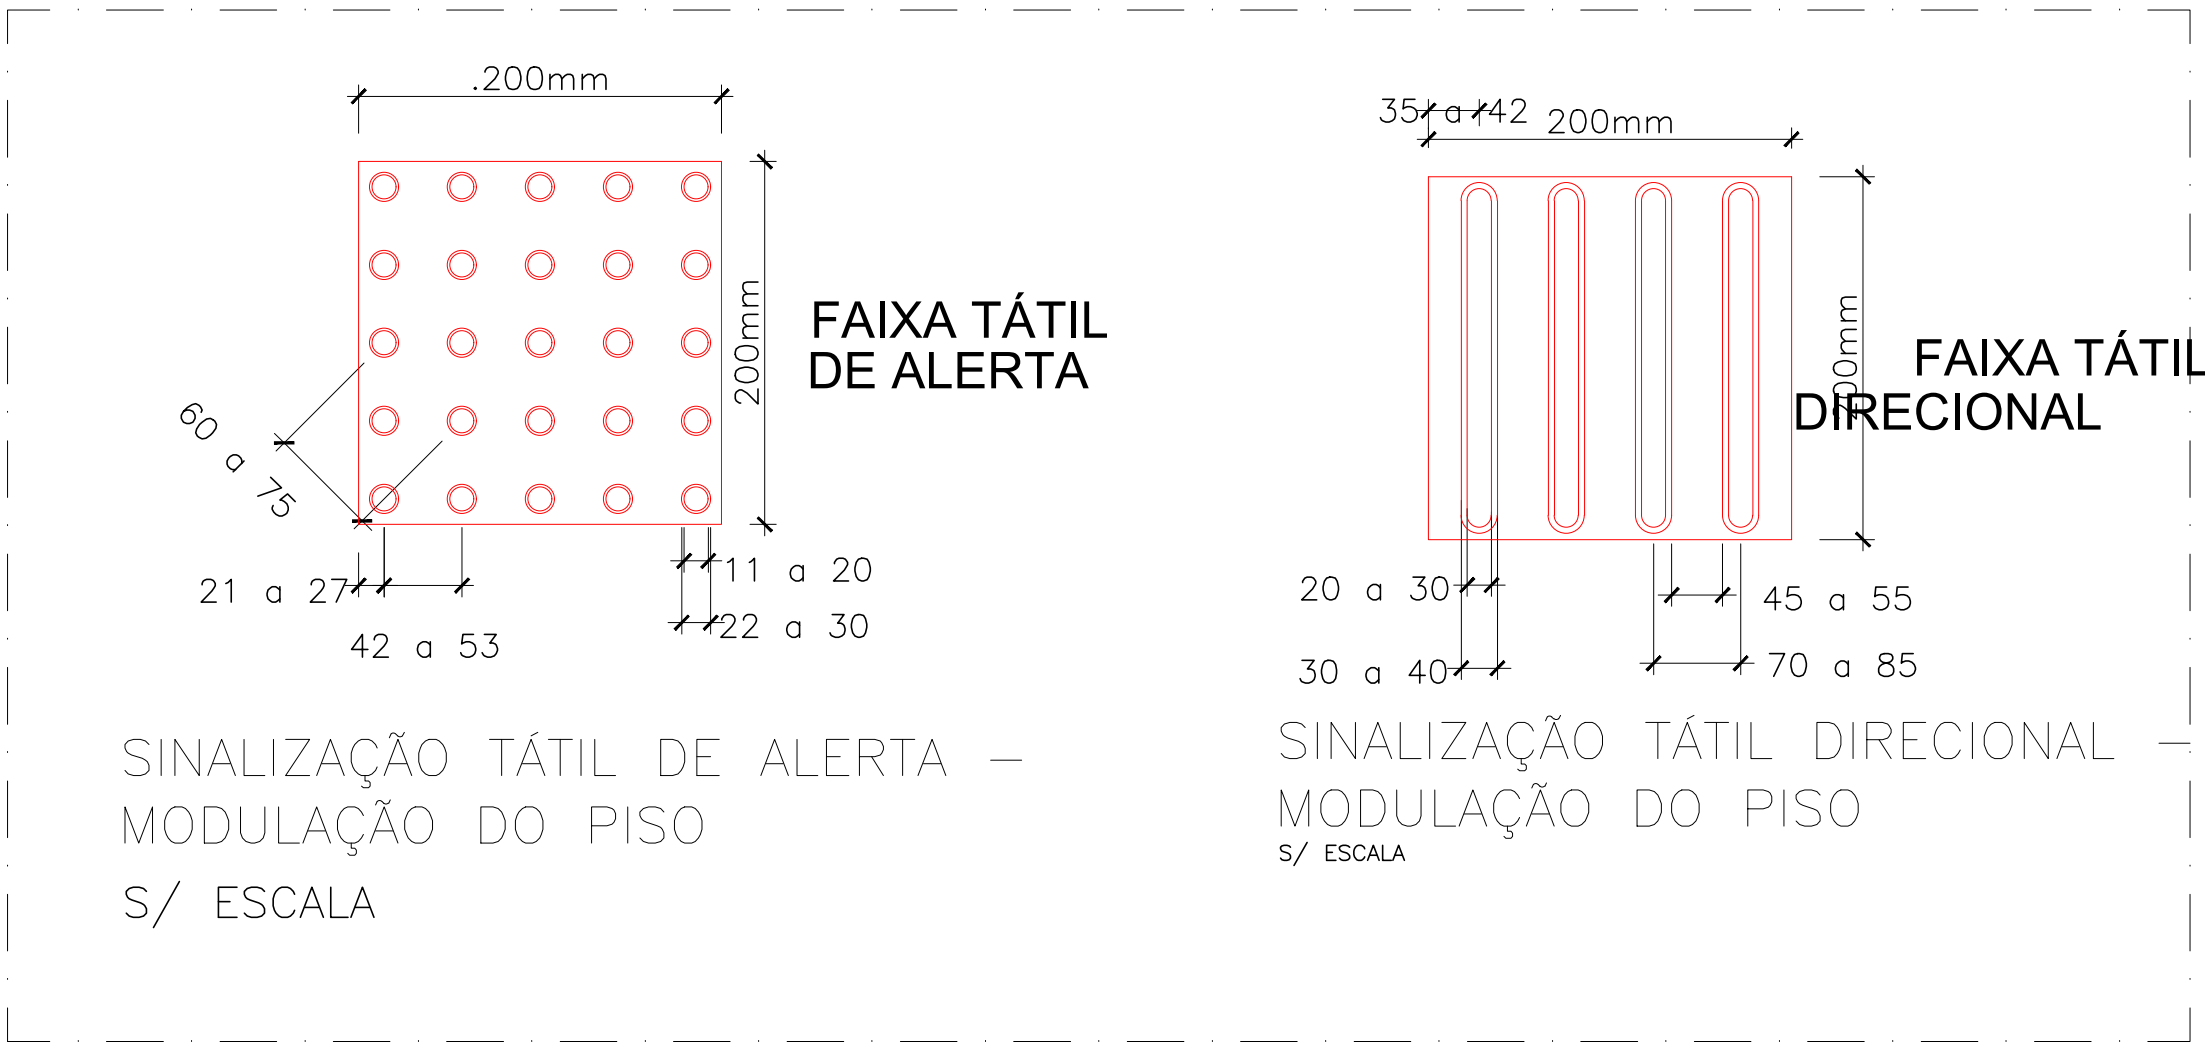 .200mm
200mm
FAIXA TÁTIL
DE ALERTA
60 a 75
21 a 27
42 a 53
11 a 20
22 a 30
SINALIZAÇÃO TÁTIL DE ALERTA –
MODULAÇÃO DO PISO
S/ ESCALA
35 a 42
200mm
200mm
FAIXA TÁTIL
DIRECIONAL
20 a 30
30 a 40
45 a 55
70 a 85
SINALIZAÇÃO TÁTIL DIRECIONAL –
MODULAÇÃO DO PISO
S/ ESCALA